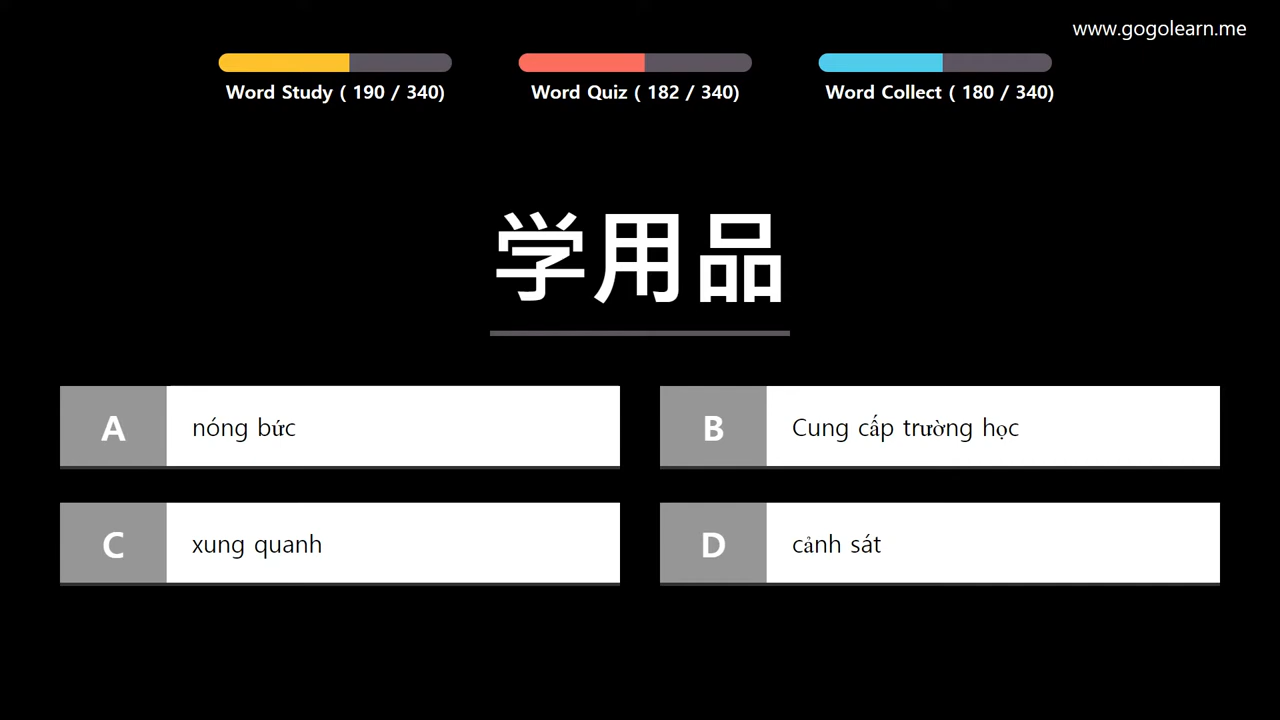 www.gogolearn.me
Word Study ( 190 / 340)
Word Quiz ( 182 / 340)
Word Collect ( 180 / 340)
学用品
A nóng bức
B Cung cấp trường học
C xung quanh
D cảnh sát